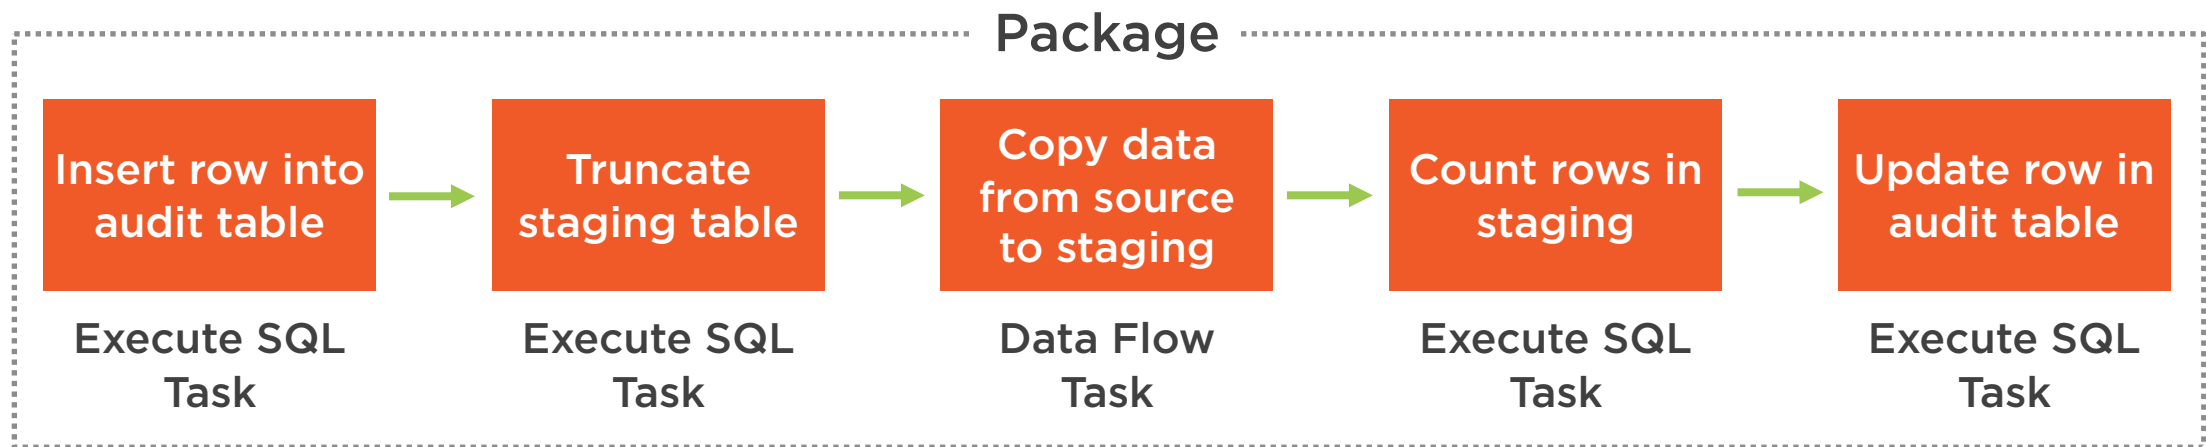 Package
Insert row into
audit table
Truncate
staging table
Copy data
from source
to staging
Count rows in
staging
Update row in
audit table
Execute SQL
Task
Execute SQL
Task
Data Flow
Task
Execute SQL
Task
Execute SQL
Task